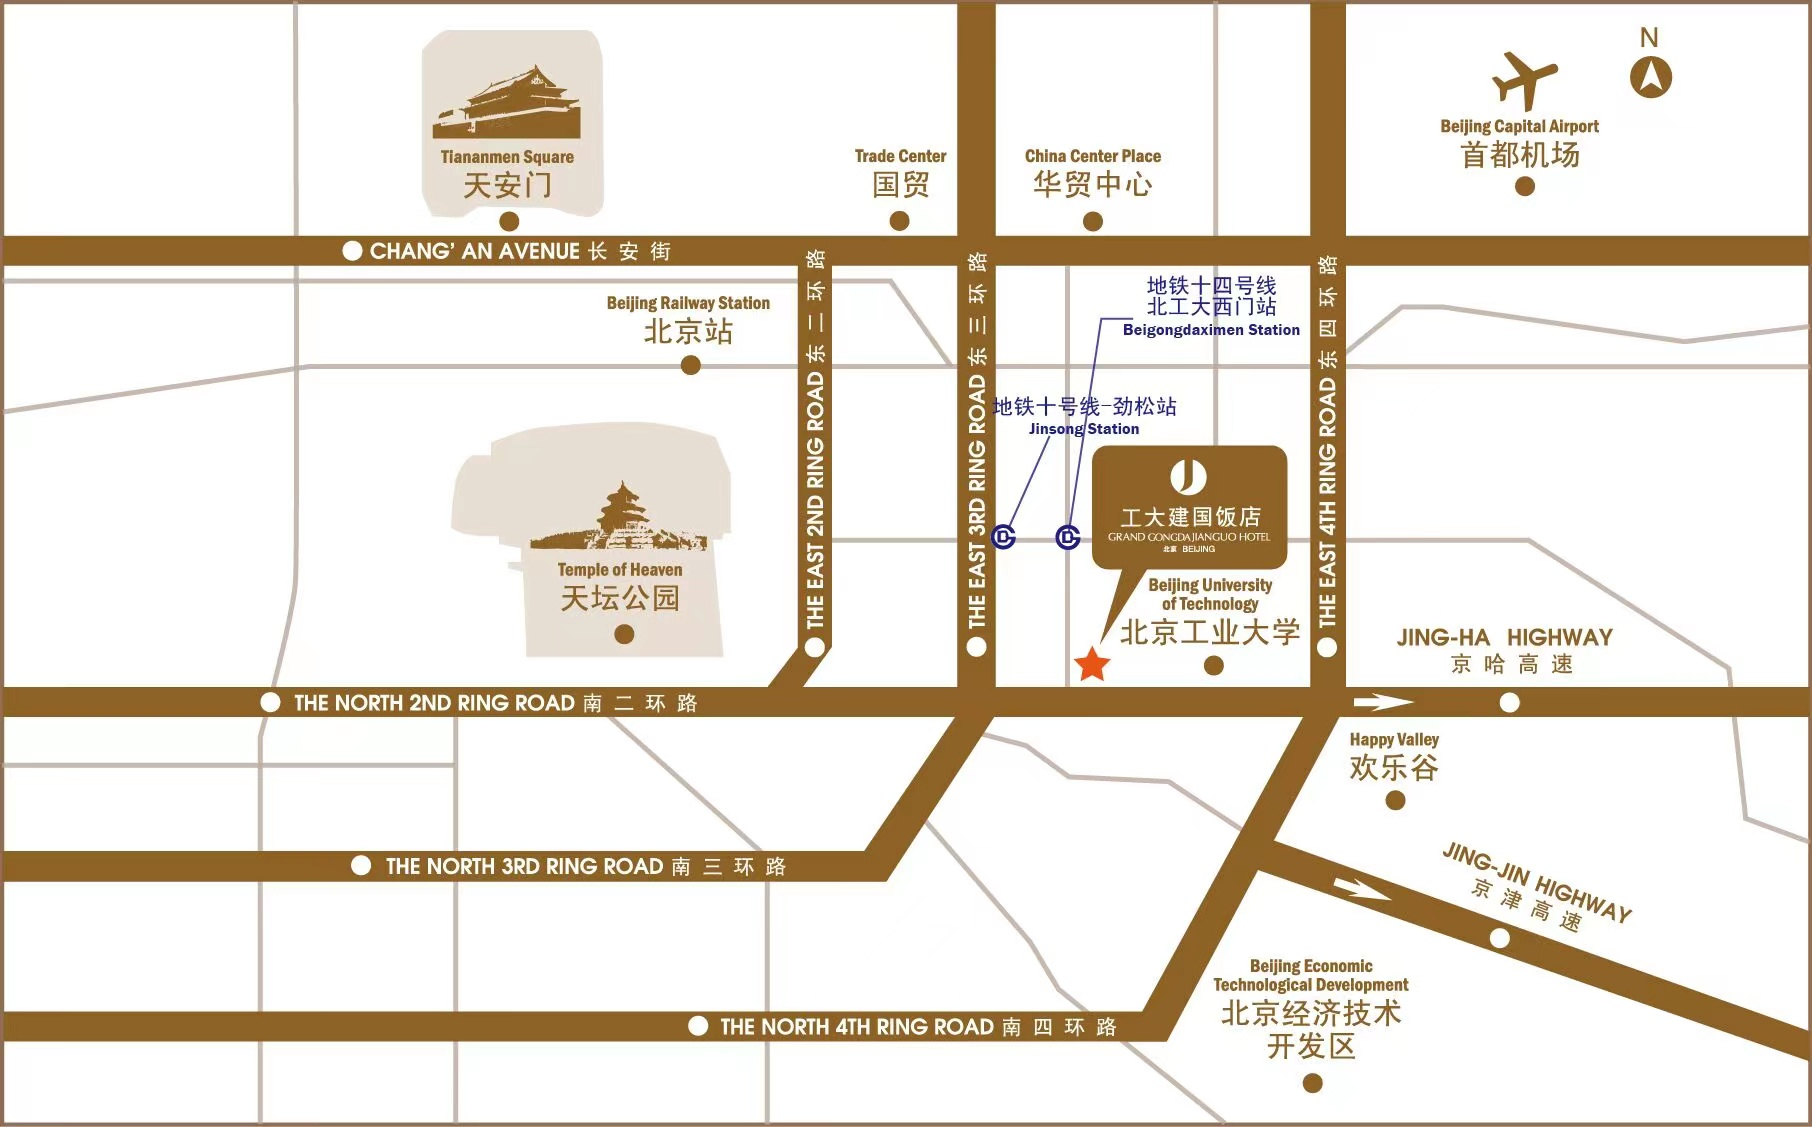 N
Beijing Capital Airport
首都机场
Tiananmen Square
天安门
Trade Center
国贸
China Center Place
华贸中心
CHANG' AN AVENUE 长安街
Beijing Railway Station
北京站
地铁十四号线
北工大西门站
Beigongdaximen Station
地铁十号线-劲松站
Jinsong Station
THE EAST 2ND RING ROAD 东二环路
THE EAST 3RD RING ROAD 东三环路
THE EAST 4TH RING ROAD 东四环路
工大建国饭店
GRAND GONGDA JIANGUO HOTEL
北京 BEIJING
Temple of Heaven
天坛公园
Beijing University
of Technology
北京工业大学
JING-HA HIGHWAY
京哈高速
THE NORTH 2ND RING ROAD 南二环路
Happy Valley
欢乐谷
THE NORTH 3RD RING ROAD 南三环路
JING-JIN HIGHWAY
京津高速
Beijing Economic
Technological Development
北京经济技术
开发区
THE NORTH 4TH RING ROAD 南四环路